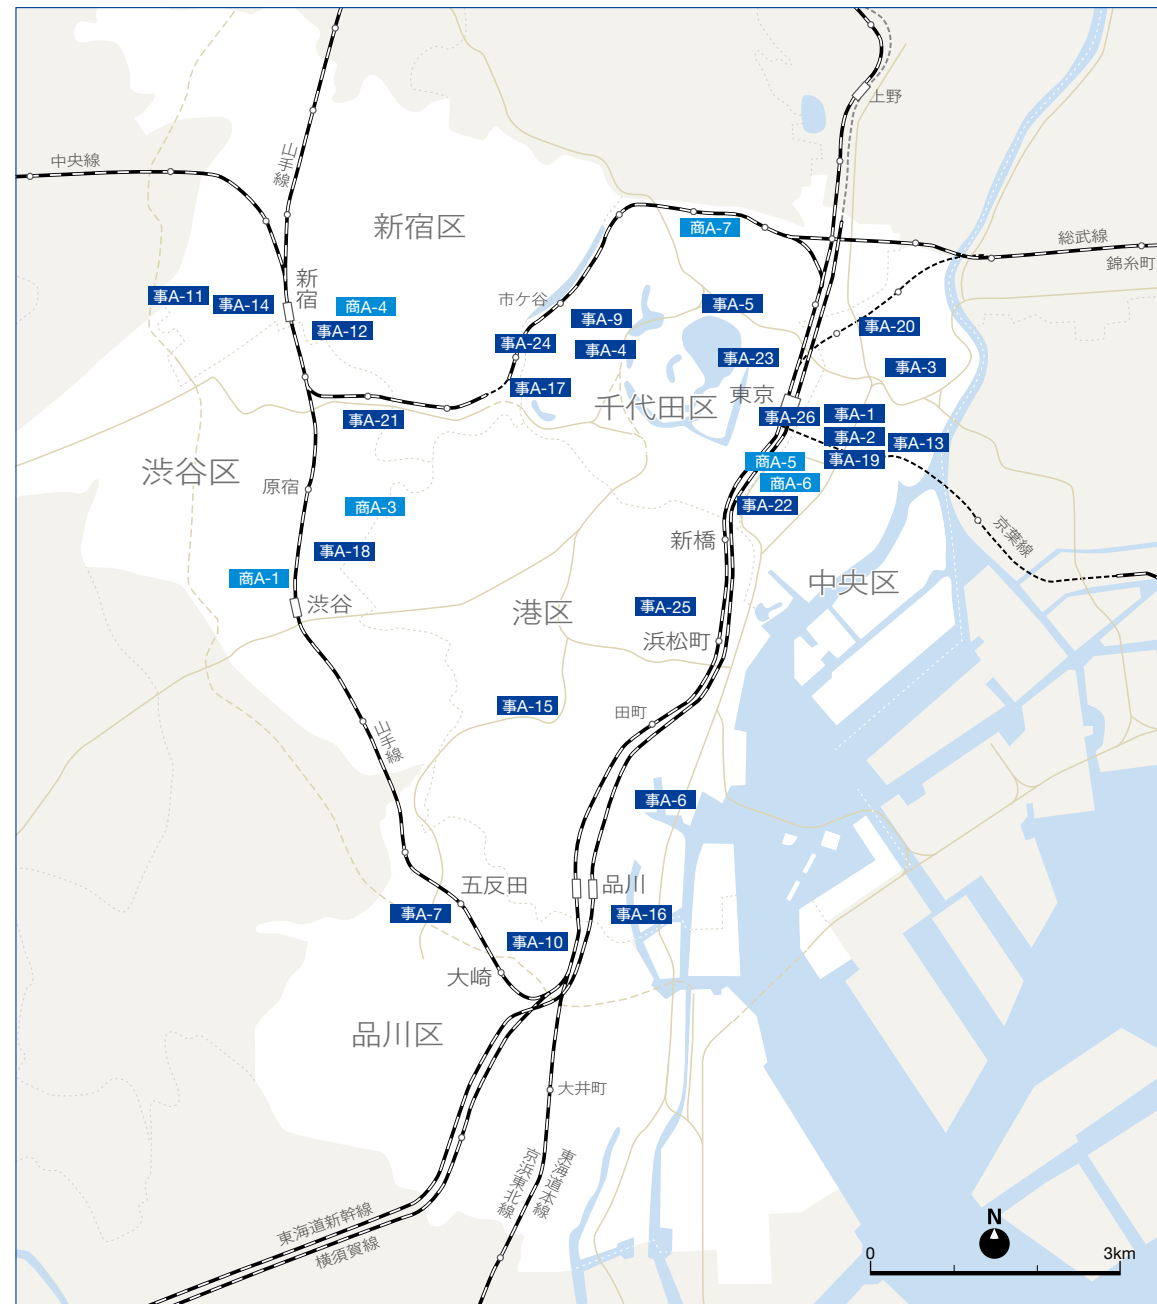 上野
中央線
山手線
新宿区
商A-7
総武線
錦糸町
新宿
事A-11
事A-14
商A-4
事A-12
市ケ谷
事A-9
事A-5
事A-24
事A-4
事A-23
事A-20
事A-3
事A-17
千代田区
東京
事A-21
事A-26
事A-1
事A-2
事A-13
事A-19
渋谷区
原宿
商A-3
商A-5
商A-6
事A-22
京葉線
新橋
事A-18
商A-1
渋谷
港区
中央区
事A-25
浜松町
事A-15
田町
山手線
事A-6
五反田
品川
事A-7
事A-16
事A-10
大崎
品川区
大井町
京浜東北線
東海道本線
東海道新幹線
横須賀線
N
0
3km